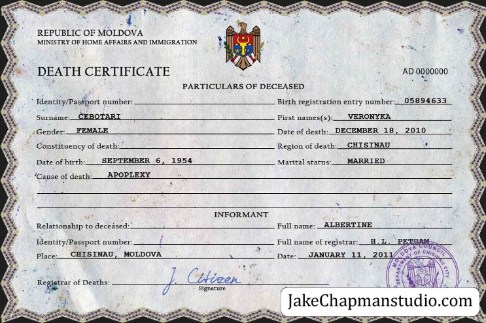 REPUBLIC OF MOLDOVA
MINISTRY OF HOME AFFAIRS AND IMMIGRATION
DEATH CERTIFICATE
AD 0000000
PARTICULARS OF DECEASED
Identity/Passport number:
Birth registration entry number: 05894633
Surname: CEBOTARI
First names(s): VERONYKA
Gender: FEMALE
Date of death: DECEMBER 18, 2010
Constituency of death:
Region of death: CHISINAU
Date of birth: SEPTEMBER 6, 1954
Marital status: MARRIED
Cause of death: APOPLEXY
INFORMANT
Relationship to deceased:
Full name: ALBERTINE
Identity/Passport number:
Full name of registrar: H.L. PETHAM
Place: CHISINAU, MOLDOVA
Date: JANUARY 11, 2011
Registrar of Deaths: J. Citizen
Signature
MOLDOVA COUNCIL
JakeChapmanstudio.com